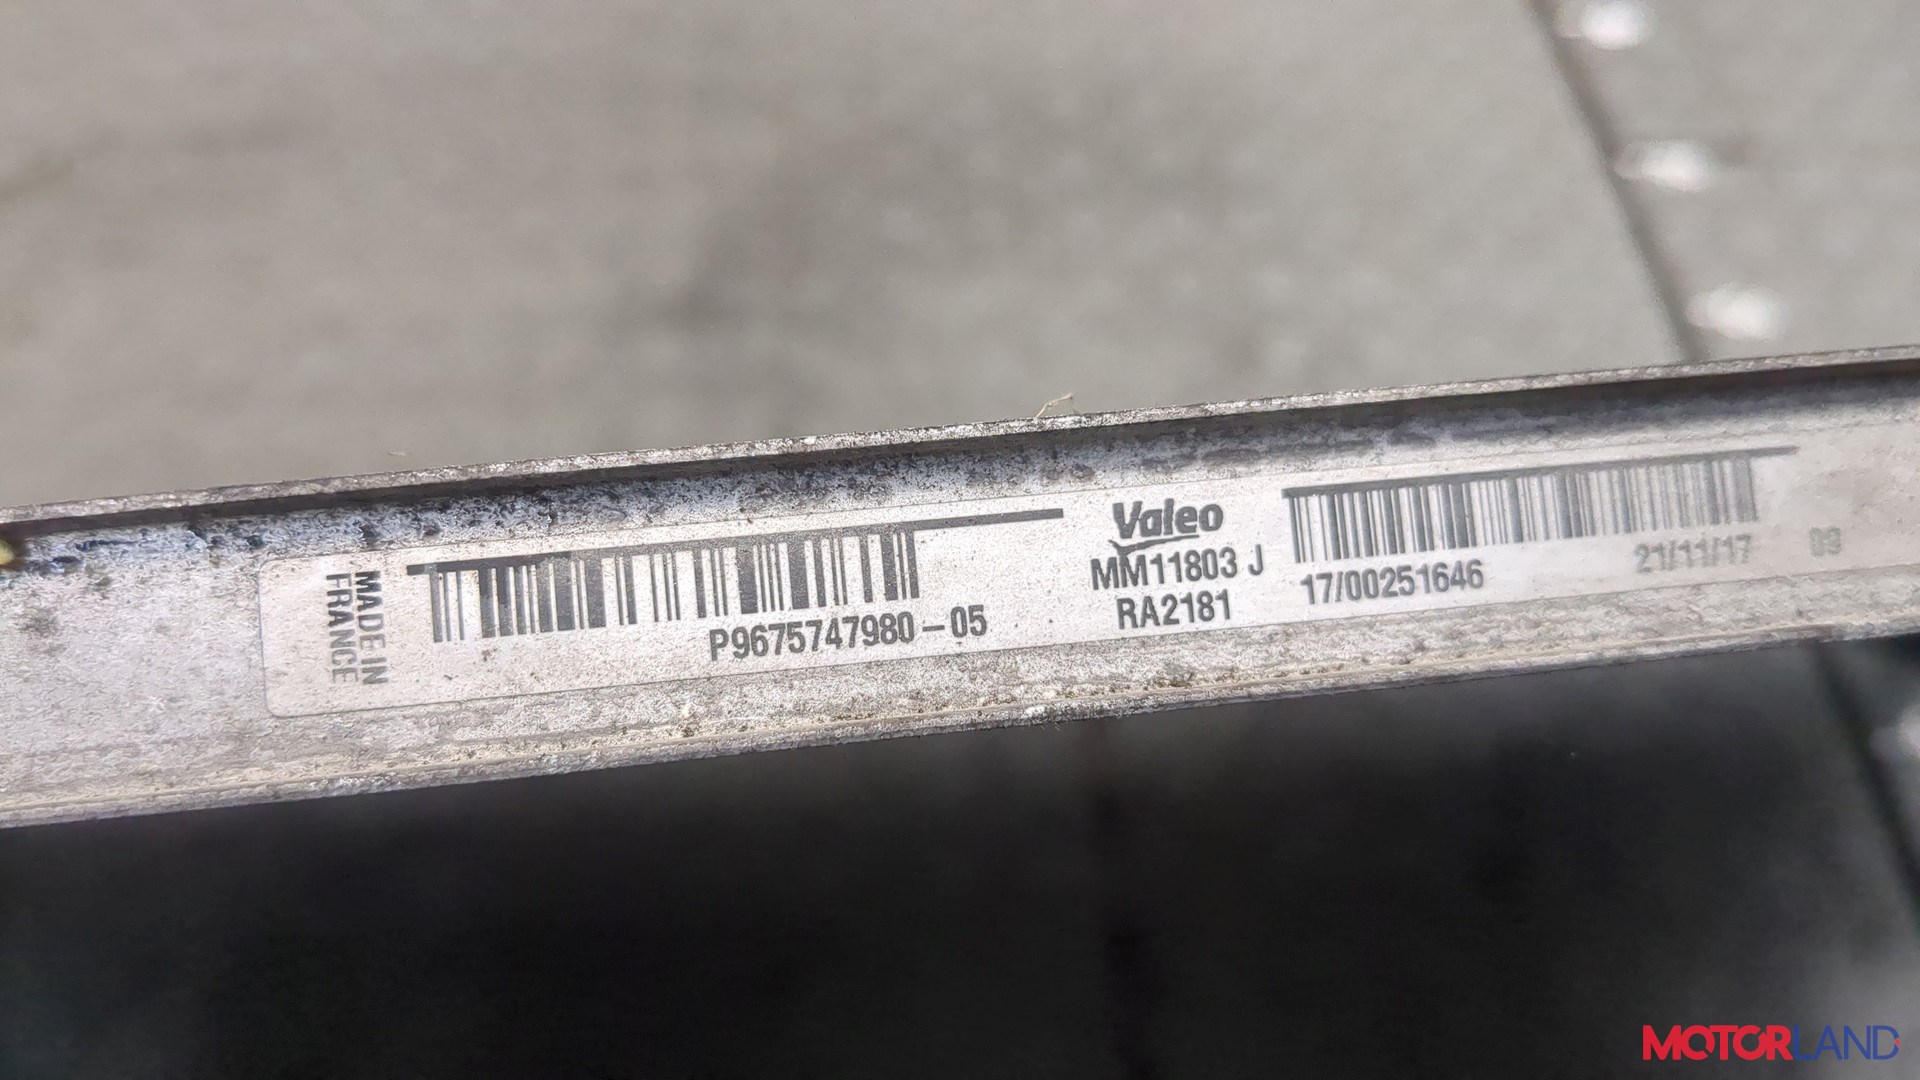 MADE IN
FRANCE
P9675747980-05
Valeo
MM11803 J
RA2181
17/00251646
21/11/17
09
MOTORLAND